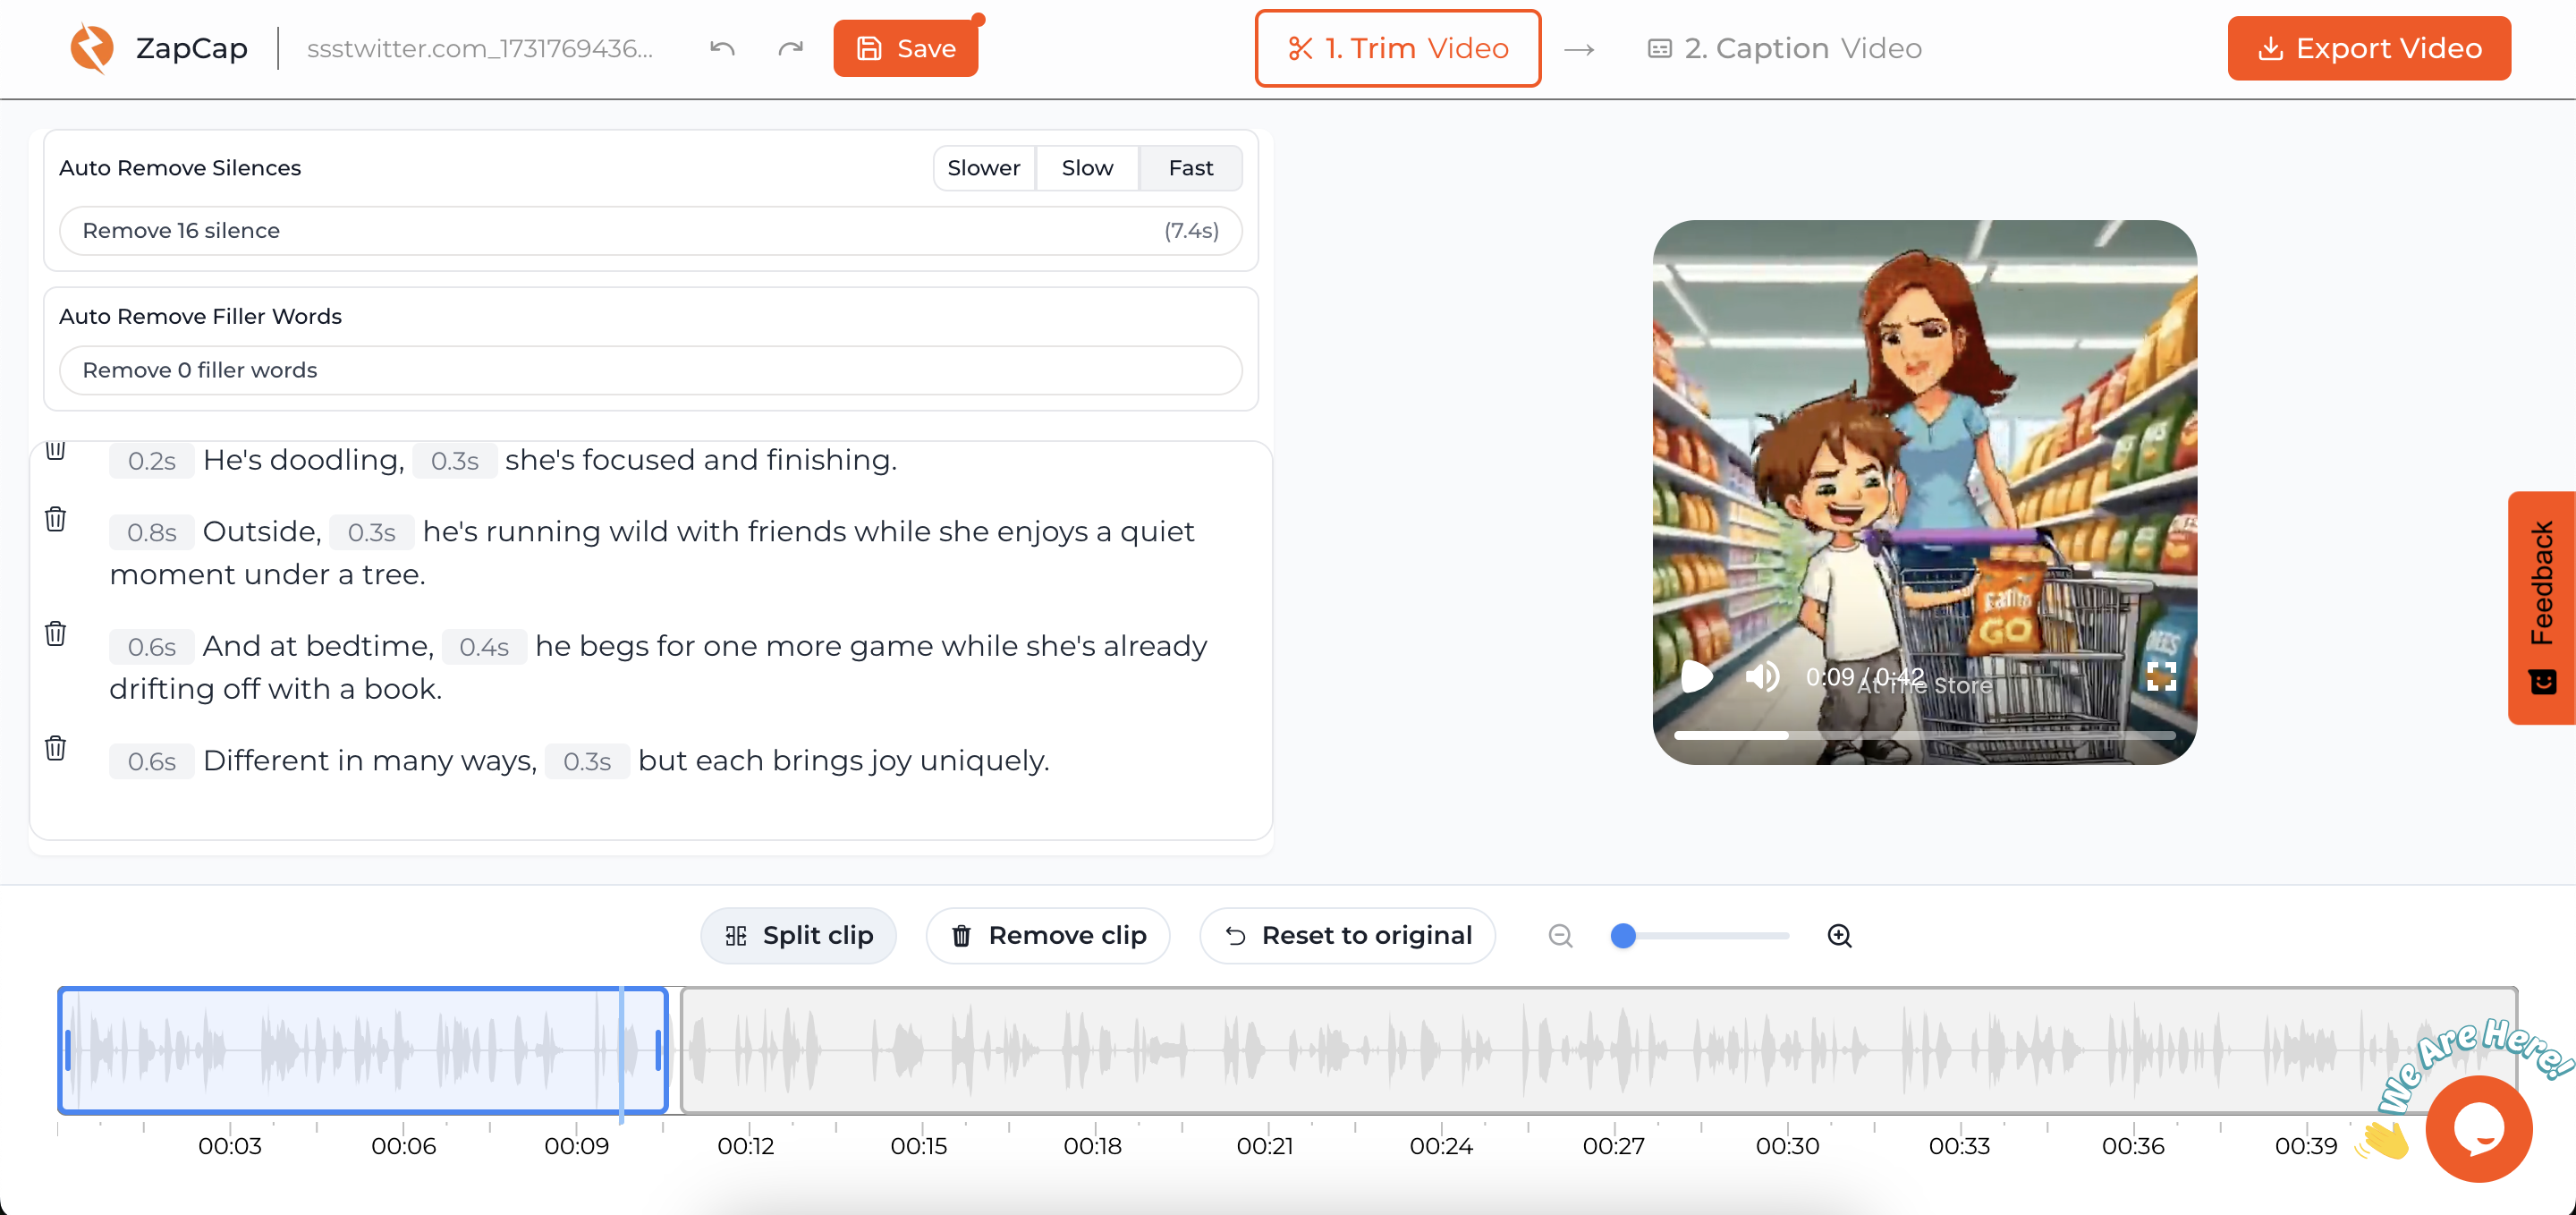 ZapCap
ssstwitter.com_1731769436...
Save
1. Trim Video
2. Caption Video
Export Video
Auto Remove Silences
Slower
Slow
Fast
Remove 16 silence
(7.4s)
Auto Remove Filler Words
Remove 0 filler words
0.2s He's doodling, 0.3s she's focused and finishing.
0.8s Outside, 0.3s he's running wild with friends while she enjoys a quiet
moment under a tree.
0.6s And at bedtime, 0.4s he begs for one more game while she's already
drifting off with a book.
0.6s Different in many ways, 0.3s but each brings joy uniquely.
GO
0:09 / 0:42
At The Store
Feedback
Split clip
Remove clip
Reset to original
00:03
00:06
00:09
00:12
00:15
00:18
00:21
00:24
00:27
00:30
00:33
00:36
00:39
We Are Here!